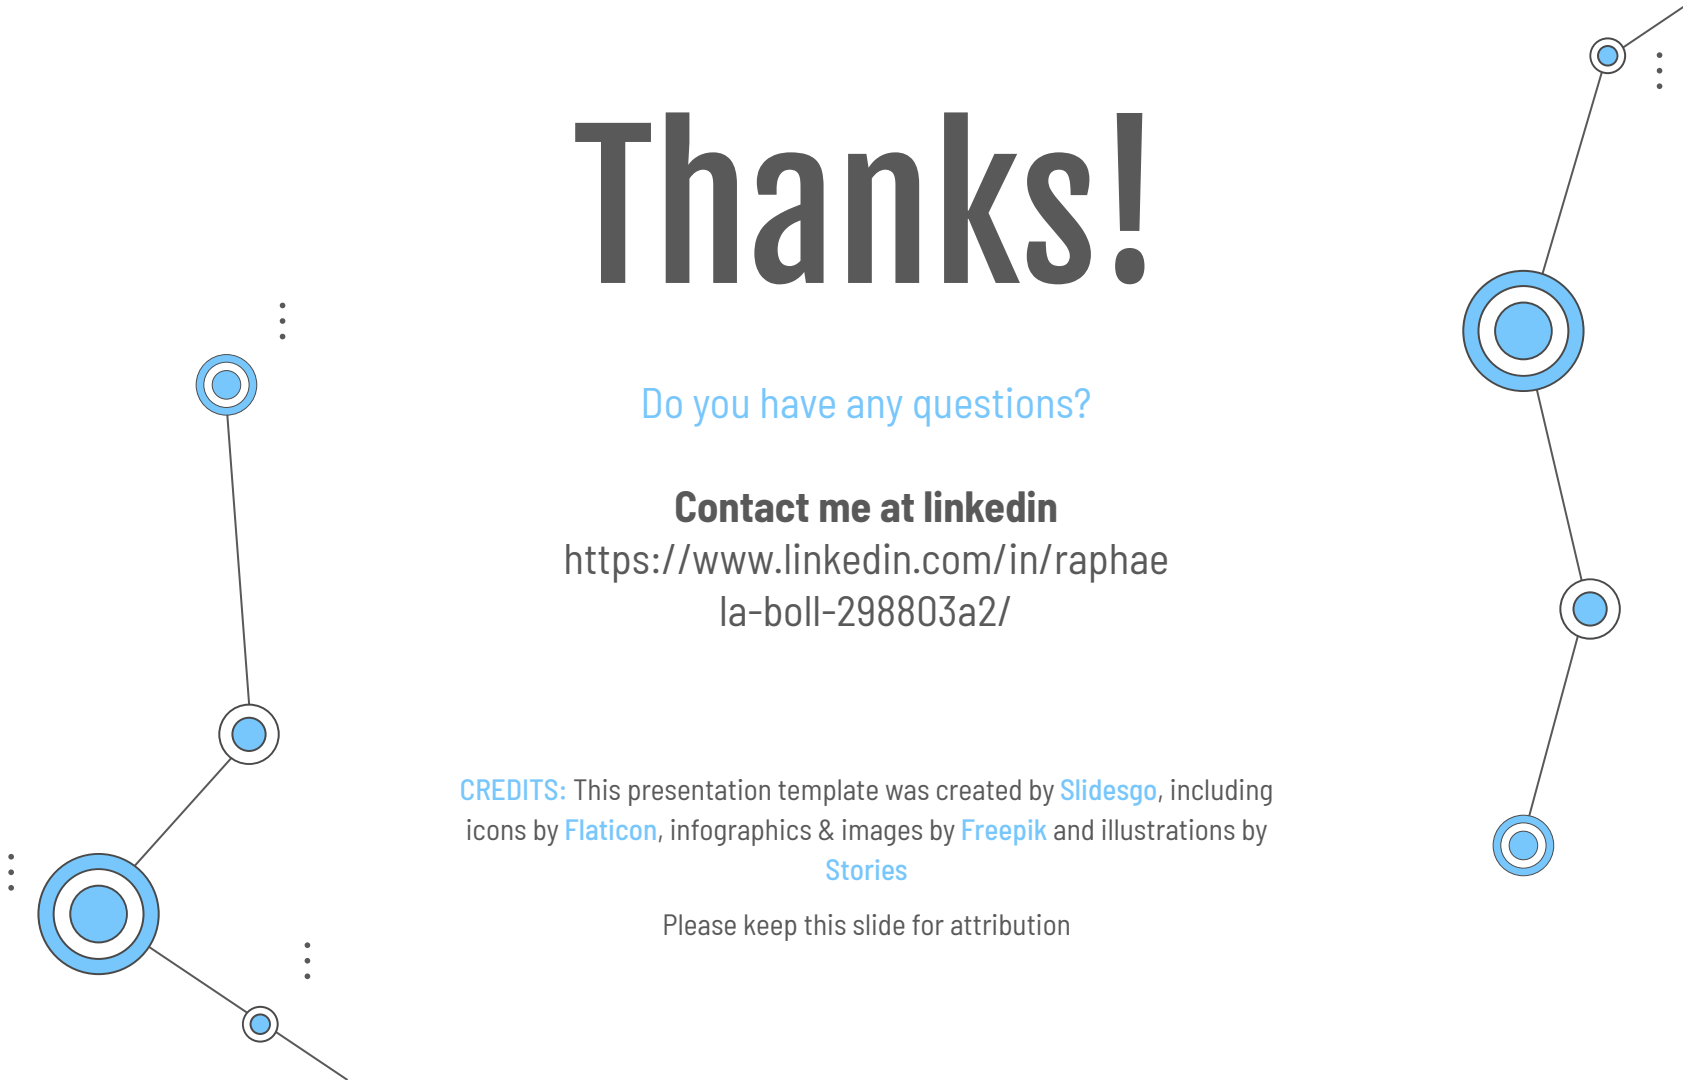 Thanks!
Do you have any questions?
Contact me at linkedin
https://www.linkedin.com/in/raphae
la-boll-298803a2/
CREDITS: This presentation template was created by Slidesgo, including
icons by Flaticon, infographics & images by Freepik and illustrations by
Stories
Please keep this slide for attribution